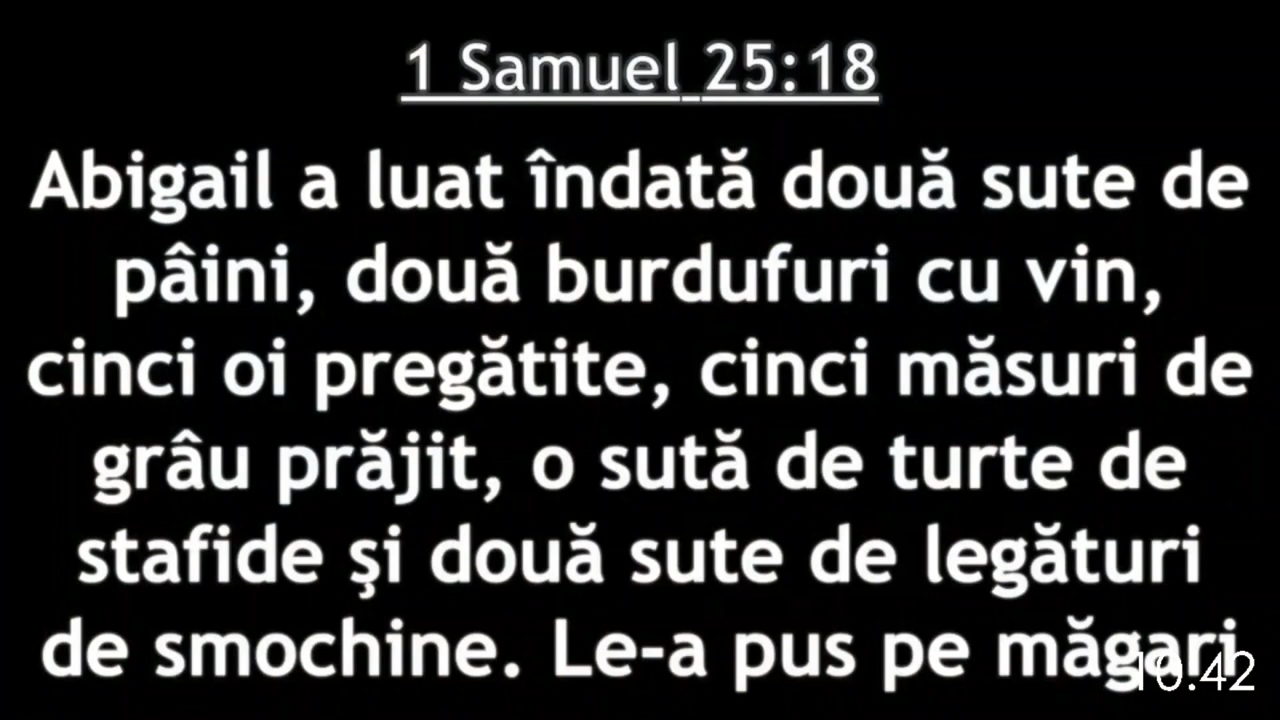 1 Samuel 25:18
Abigail a luat îndată două sute de
pâini, două burdufuri cu vin,
cinci oi pregătite, cinci măsuri de
grâu prăjit, o sută de turte de
stafide şi două sute de legături
de smochine. Le-a pus pe măgari
10:42